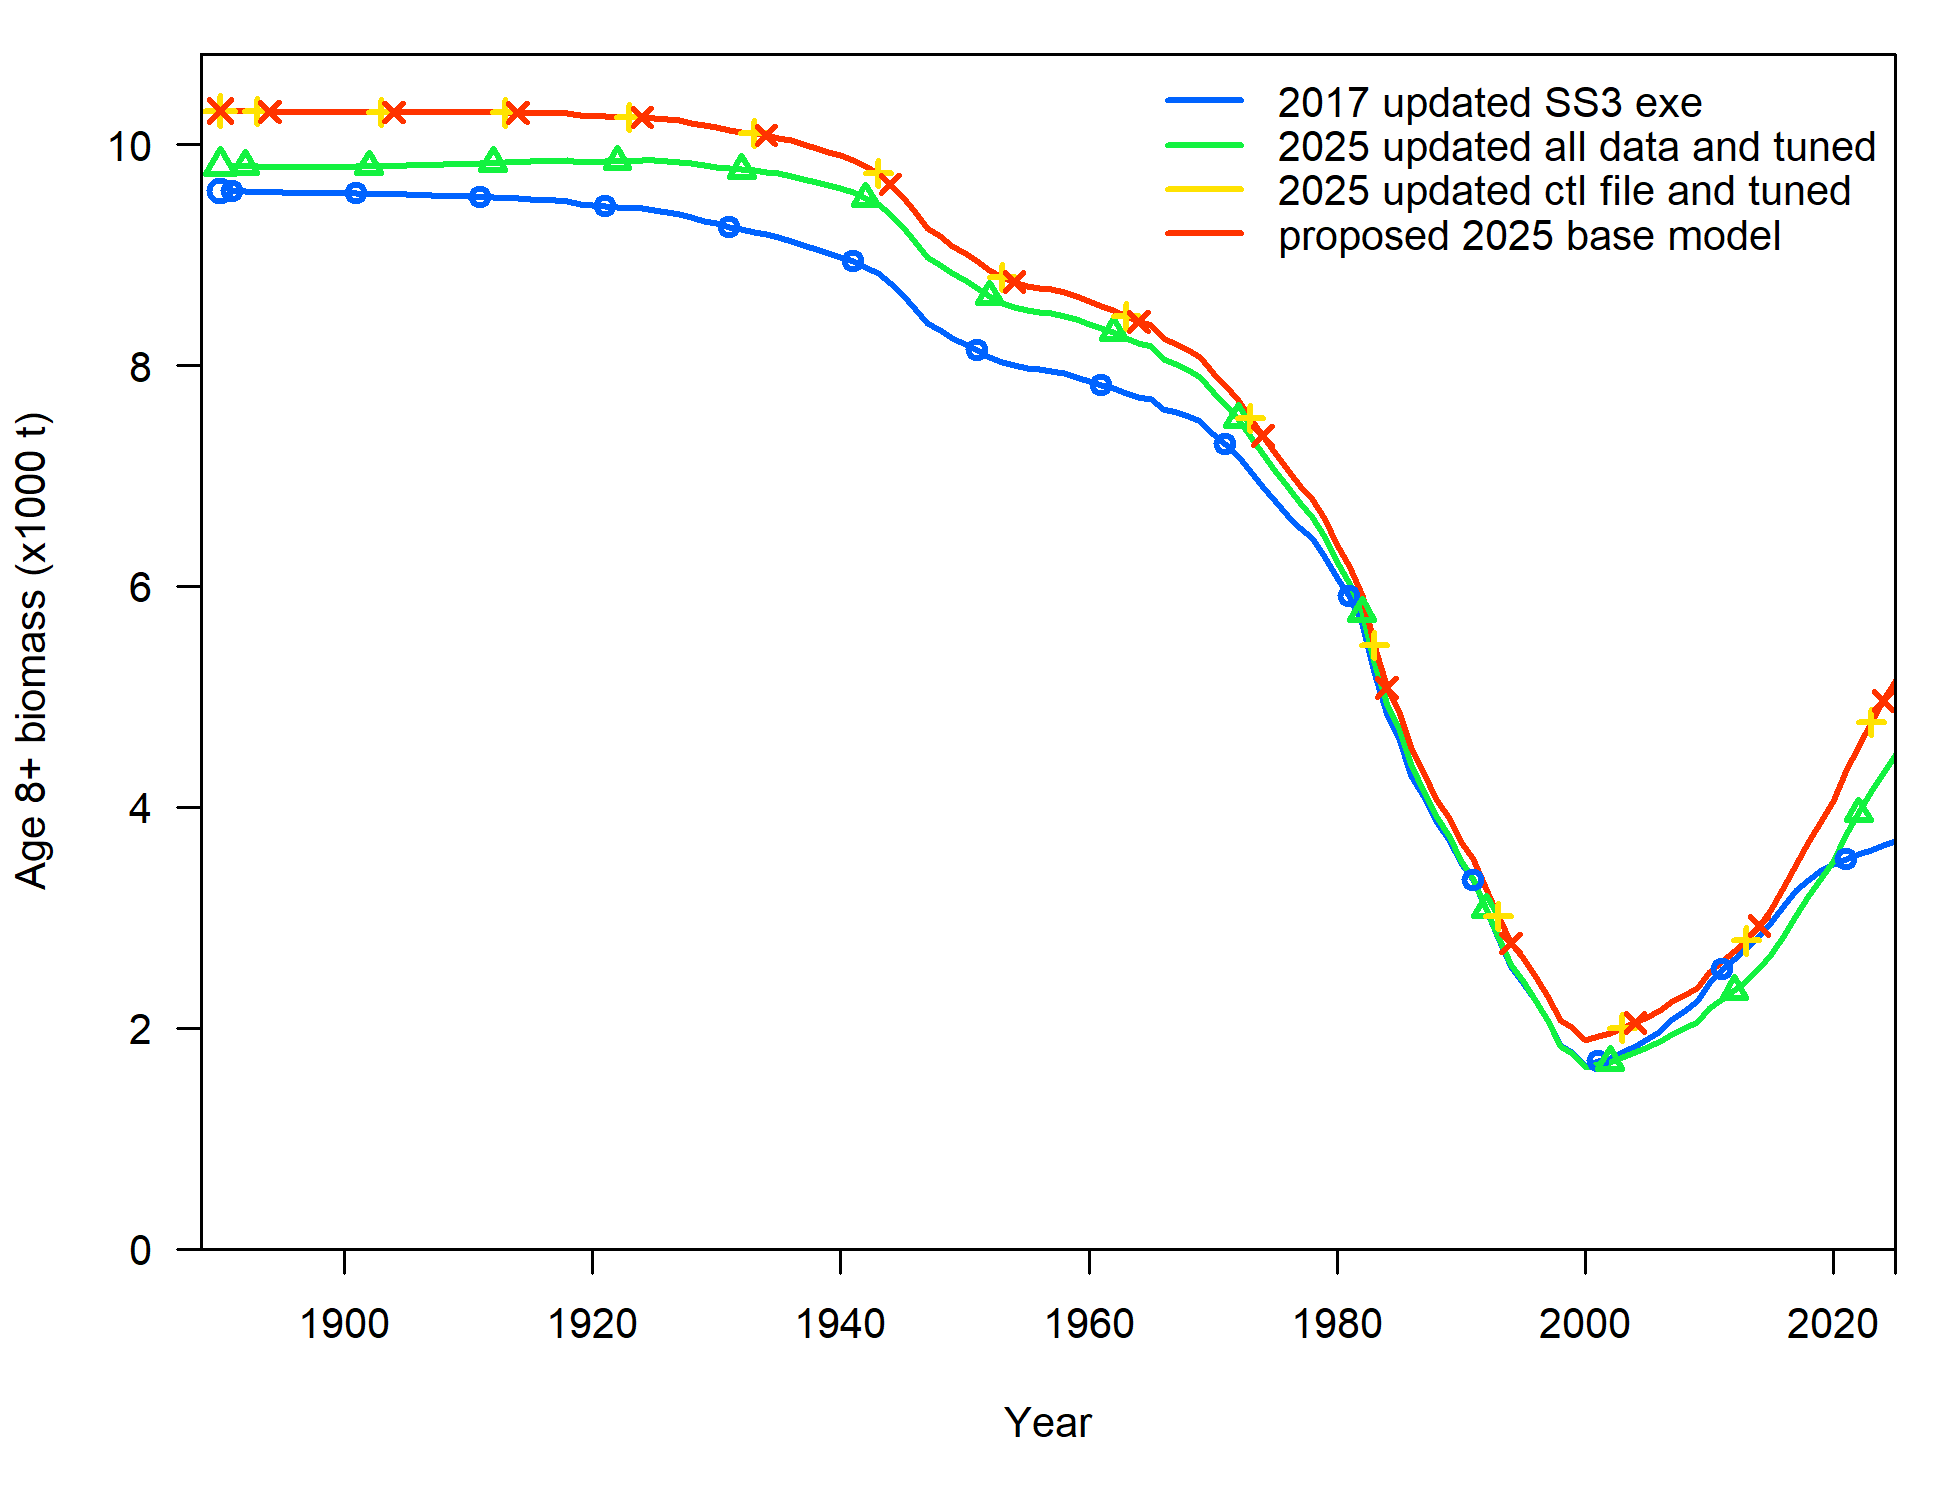 2017 updated SS3 exe
2025 updated all data and tuned
2025 updated ctl file and tuned
proposed 2025 base model
Age 8+ biomass (x1000 t)
10
8
6
4
2
0
1900 1920 1940 1960 1980 2000 2020
Year